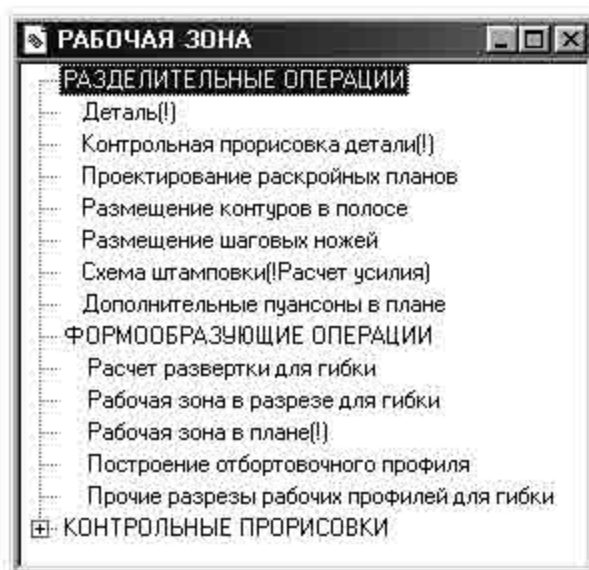 РАБОЧАЯ ЗОНА
РАЗДЕЛИТЕЛЬНЫЕ ОПЕРАЦИИ
Деталь(!)
Контрольная прорисовка детали(!)
Проектирование раскройных планов
Размещение контуров в полосе
Размещение шаговых ножей
Схема штамповки(!Расчет усилия)
Дополнительные пуансоны в плане
ФОРМООБРАЗУЮЩИЕ ОПЕРАЦИИ
Расчет развертки для гибки
Рабочая зона в разрезе для гибки
Рабочая зона в плане(!)
Построение отбортовочного профиля
Прочие разрезы рабочих профилей для гибки
КОНТРОЛЬНЫЕ ПРОРИСОВКИ